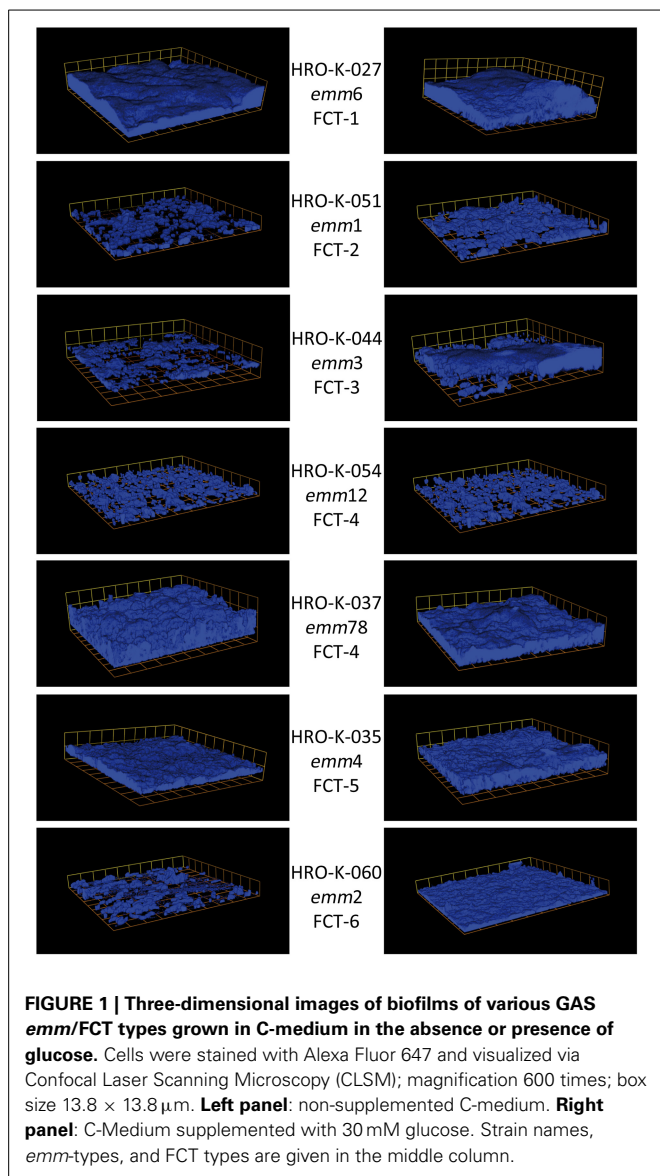 HRO-K-027
emm6
FCT-1
HRO-K-051
emm1
FCT-2
HRO-K-044
emm3
FCT-3
HRO-K-054
emm12
FCT-4
HRO-K-037
emm78
FCT-4
HRO-K-035
emm4
FCT-5
HRO-K-060
emm2
FCT-6
FIGURE 1 | Three-dimensional images of biofilms of various GAS
emm/FCT types grown in C-medium in the absence or presence of
glucose. Cells were stained with Alexa Fluor 647 and visualized via
Confocal Laser Scanning Microscopy (CLSM); magnification 600 times; box
size 13.8 × 13.8 μm. Left panel: non-supplemented C-medium. Right
panel: C-Medium supplemented with 30 mM glucose. Strain names,
emm-types, and FCT types are given in the middle column.